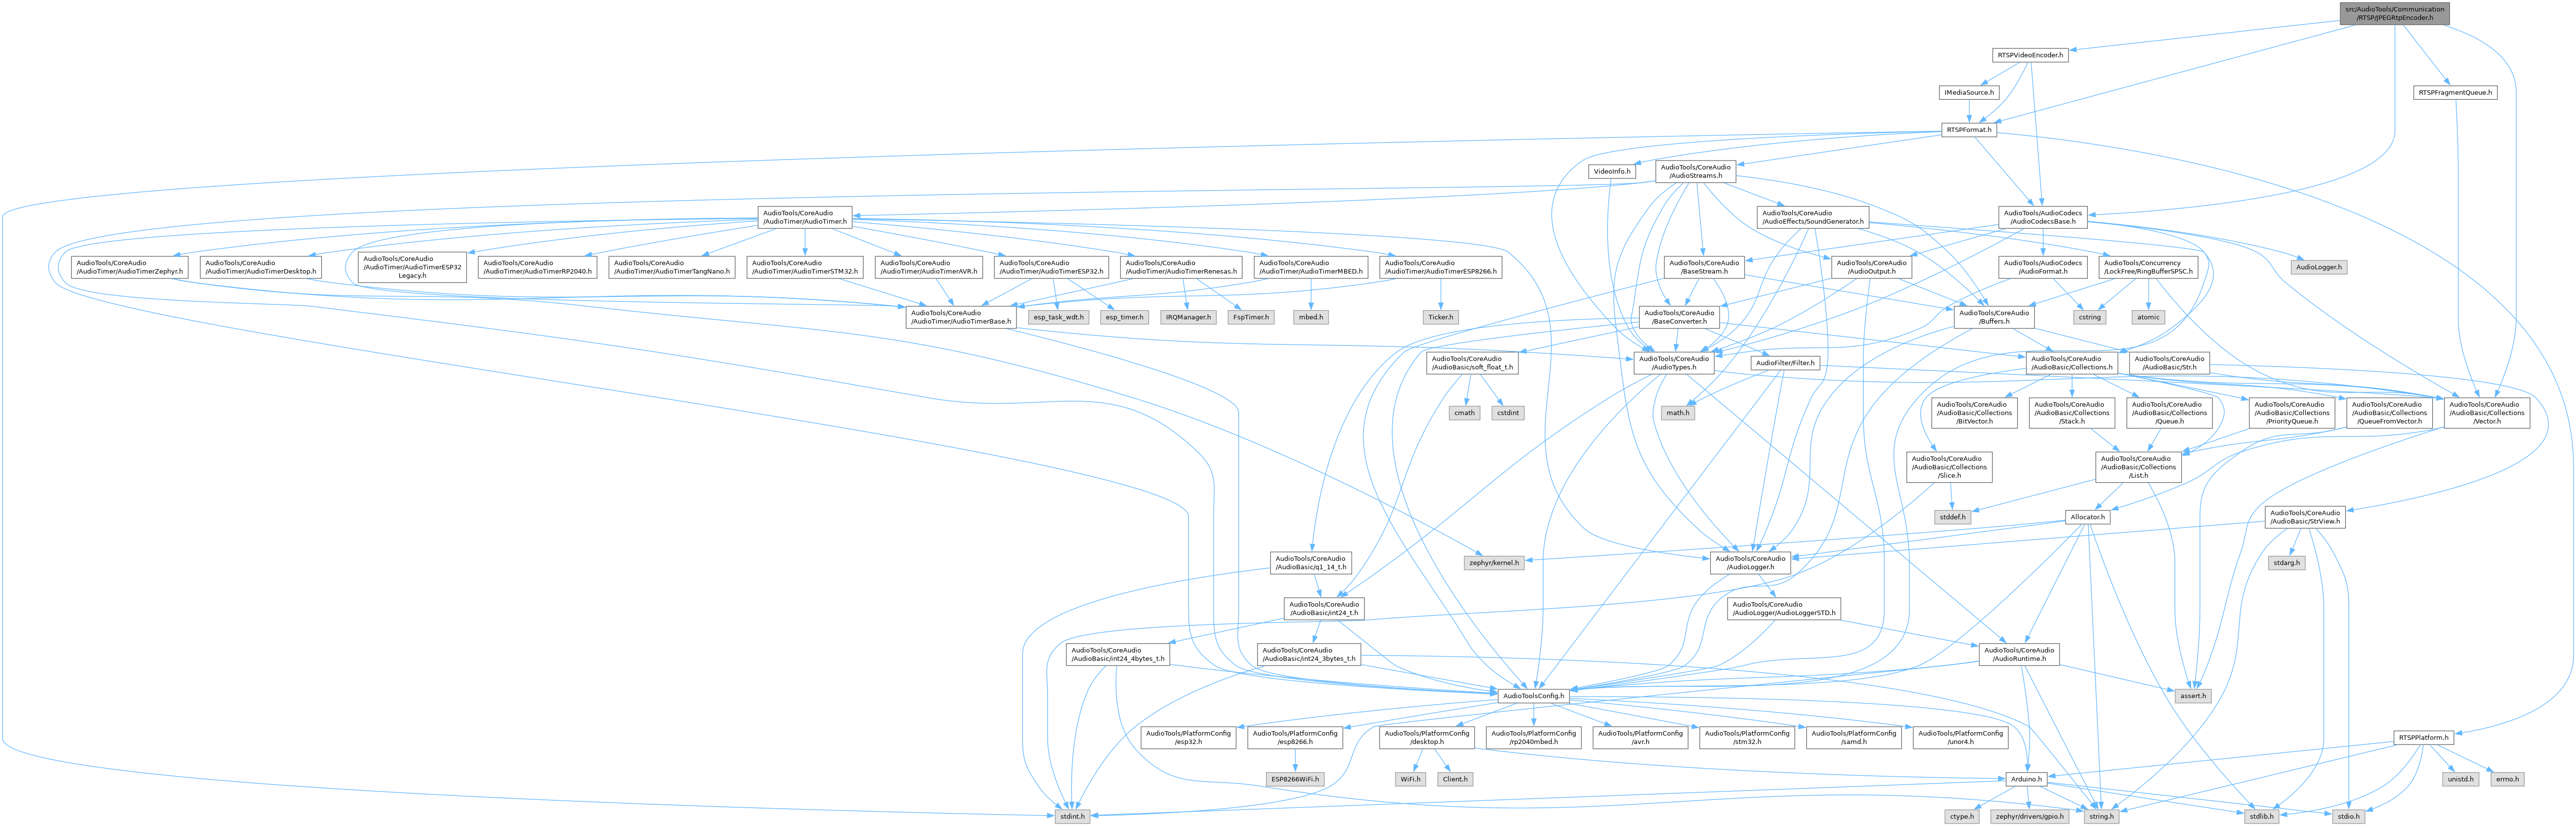 src/AudioTools/Communication
/RTSP/JPEGRtpEncoder.h
RTSPVideoEncoder.h
IMediaSource.h
RTSPFragmentQueue.h
RTSPFormat.h
VideoInfo.h
AudioTools/CoreAudio
/AudioStreams.h
AudioTools/CoreAudio
/AudioTimer/AudioTimer.h
AudioTools/CoreAudio
/AudioEffects/SoundGenerator.h
AudioTools/AudioCodecs
/AudioCodecsBase.h
AudioTools/CoreAudio
/AudioTimer/AudioTimerZephyr.h
AudioTools/CoreAudio
/AudioTimer/AudioTimerDesktop.h
AudioTools/CoreAudio
/AudioTimer/AudioTimerESP32
Legacy.h
AudioTools/CoreAudio
/AudioTimer/AudioTimerRP2040.h
AudioTools/CoreAudio
/AudioTimer/AudioTimerTangNano.h
AudioTools/CoreAudio
/AudioTimer/AudioTimerSTM32.h
AudioTools/CoreAudio
/AudioTimer/AudioTimerAVR.h
AudioTools/CoreAudio
/AudioTimer/AudioTimerESP32.h
AudioTools/CoreAudio
/AudioTimer/AudioTimerRenesas.h
AudioTools/CoreAudio
/AudioTimer/AudioTimerMBED.h
AudioTools/CoreAudio
/AudioTimer/AudioTimerESP8266.h
AudioTools/CoreAudio
/BaseStream.h
AudioTools/CoreAudio
/AudioOutput.h
AudioTools/AudioCodecs
/AudioFormat.h
AudioTools/Concurrency
/LockFree/RingBufferSPSC.h
AudioLogger.h
AudioTools/CoreAudio
/AudioTimer/AudioTimerBase.h
esp_task_wdt.h
esp_timer.h
IRQManager.h
FspTimer.h
mbed.h
Ticker.h
AudioTools/CoreAudio
/BaseConverter.h
AudioTools/CoreAudio
/Buffers.h
cstring
atomic
AudioTools/CoreAudio
/AudioBasic/soft_float_t.h
AudioTools/CoreAudio
/AudioTypes.h
AudioFilter/Filter.h
AudioTools/CoreAudio
/AudioBasic/Collections.h
AudioTools/CoreAudio
/AudioBasic/Str.h
cmath
cstdint
math.h
AudioTools/CoreAudio
/AudioBasic/Collections
/BitVector.h
AudioTools/CoreAudio
/AudioBasic/Collections
/Stack.h
AudioTools/CoreAudio
/AudioBasic/Collections
/Queue.h
AudioTools/CoreAudio
/AudioBasic/Collections
/PriorityQueue.h
AudioTools/CoreAudio
/AudioBasic/Collections
/QueueFromVector.h
AudioTools/CoreAudio
/AudioBasic/Collections
/Vector.h
AudioTools/CoreAudio
/AudioBasic/Collections
/Slice.h
AudioTools/CoreAudio
/AudioBasic/Collections
/List.h
stddef.h
Allocator.h
AudioTools/CoreAudio
/AudioBasic/StrView.h
AudioTools/CoreAudio
/AudioBasic/q1_14_t.h
zephyr/kernel.h
AudioTools/CoreAudio
/AudioLogger.h
stdarg.h
AudioTools/CoreAudio
/AudioBasic/int24_t.h
AudioTools/CoreAudio
/AudioLogger/AudioLoggerSTD.h
AudioTools/CoreAudio
/AudioBasic/int24_4bytes_t.h
AudioTools/CoreAudio
/AudioBasic/int24_3bytes_t.h
AudioTools/CoreAudio
/AudioRuntime.h
AudioToolsConfig.h
assert.h
AudioTools/PlatformConfig
/esp32.h
AudioTools/PlatformConfig
/esp8266.h
AudioTools/PlatformConfig
/desktop.h
AudioTools/PlatformConfig
/rp2040mbed.h
AudioTools/PlatformConfig
/avr.h
AudioTools/PlatformConfig
/stm32.h
AudioTools/PlatformConfig
/samd.h
AudioTools/PlatformConfig
/unor4.h
RTSPPlatform.h
ESP8266WiFi.h
WiFi.h
Client.h
Arduino.h
unistd.h
errno.h
stdint.h
ctype.h
zephyr/drivers/gpio.h
string.h
stdlib.h
stdio.h